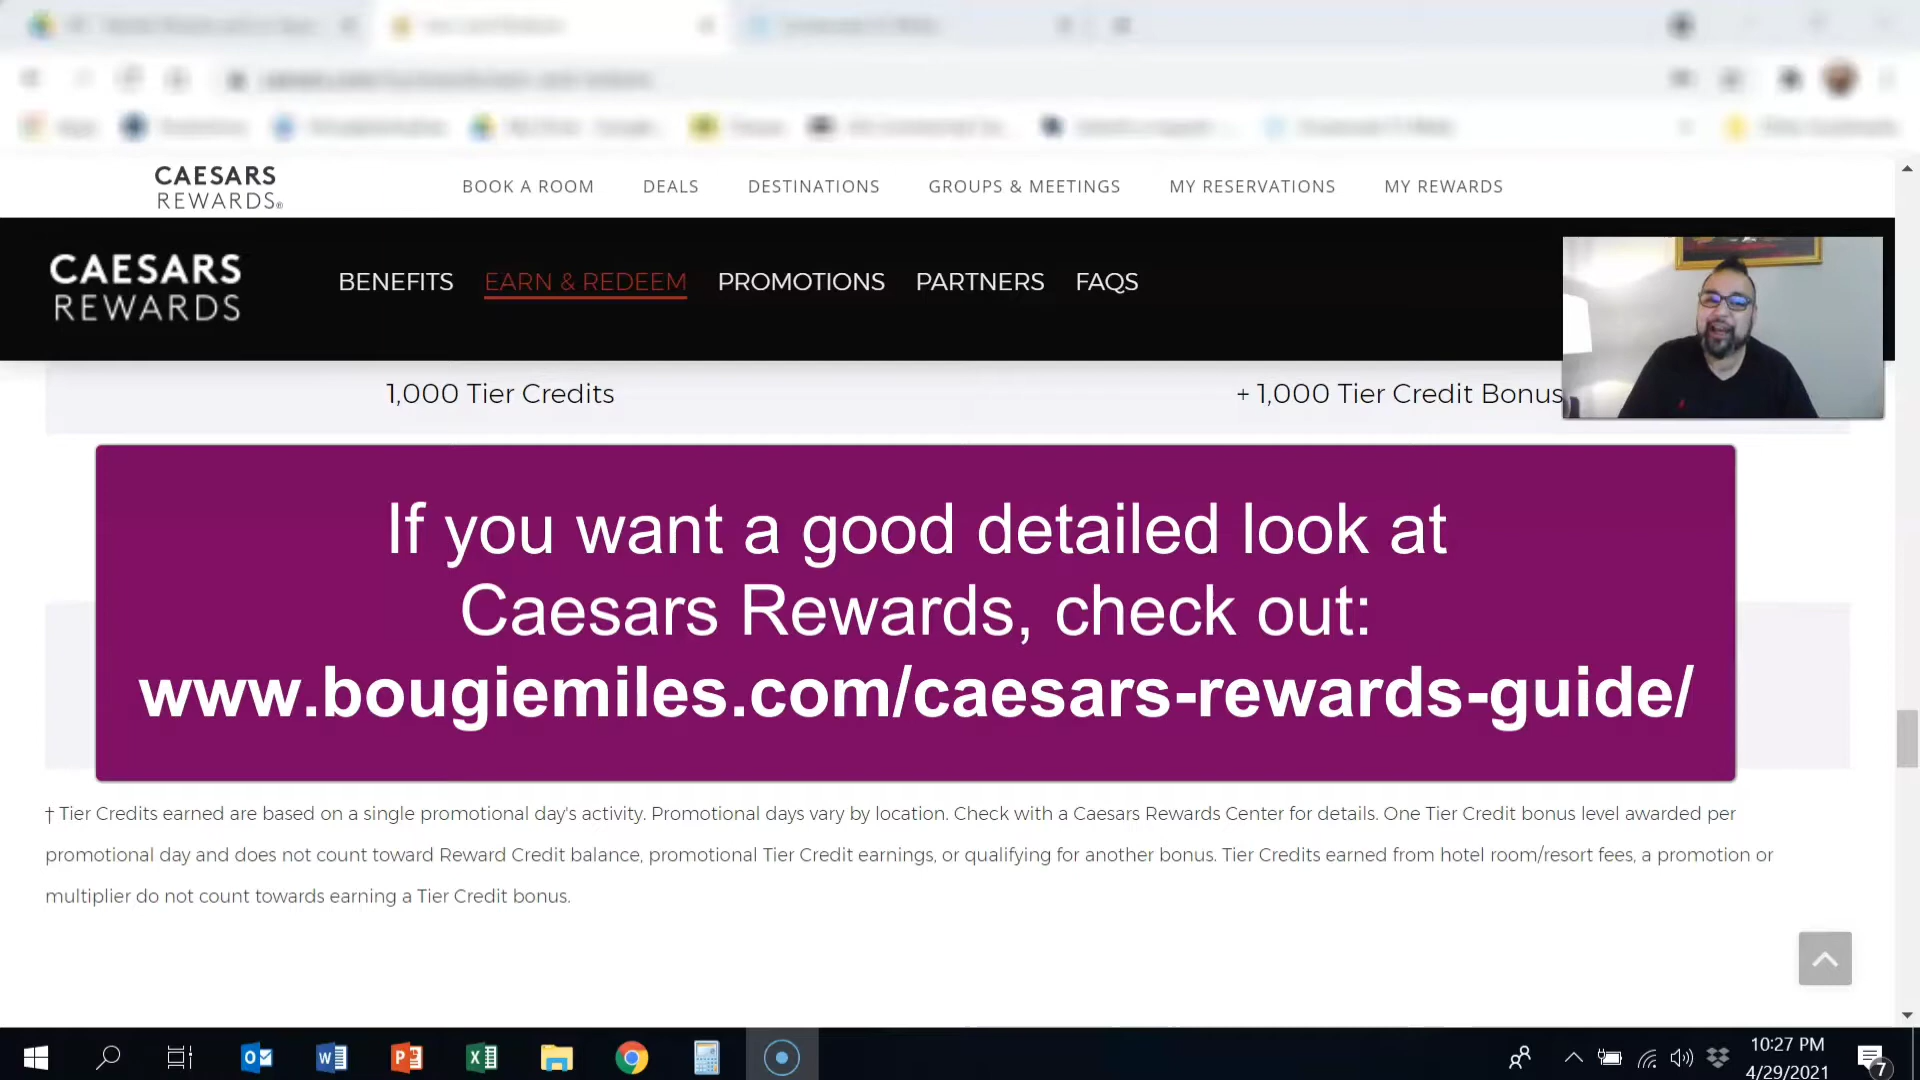 CAESARS
REWARDS®
BOOK A ROOM DEALS DESTINATIONS GROUPS & MEETINGS MY RESERVATIONS MY REWARDS
CAESARS
REWARDS
BENEFITS EARN & REDEEM PROMOTIONS PARTNERS FAQS
1,000 Tier Credits + 1,000 Tier Credit Bonus
If you want a good detailed look at
Caesars Rewards, check out:
www.bougiemiles.com/caesars-rewards-guide/
† Tier Credits earned are based on a single promotional day's activity. Promotional days vary by location. Check with a Caesars Rewards Center for details. One Tier Credit bonus level awarded per
promotional day and does not count toward Reward Credit balance, promotional Tier Credit earnings, or qualifying for another bonus. Tier Credits earned from hotel room/resort fees, a promotion or
multiplier do not count towards earning a Tier Credit bonus.
10:27 PM
4/29/2021
7